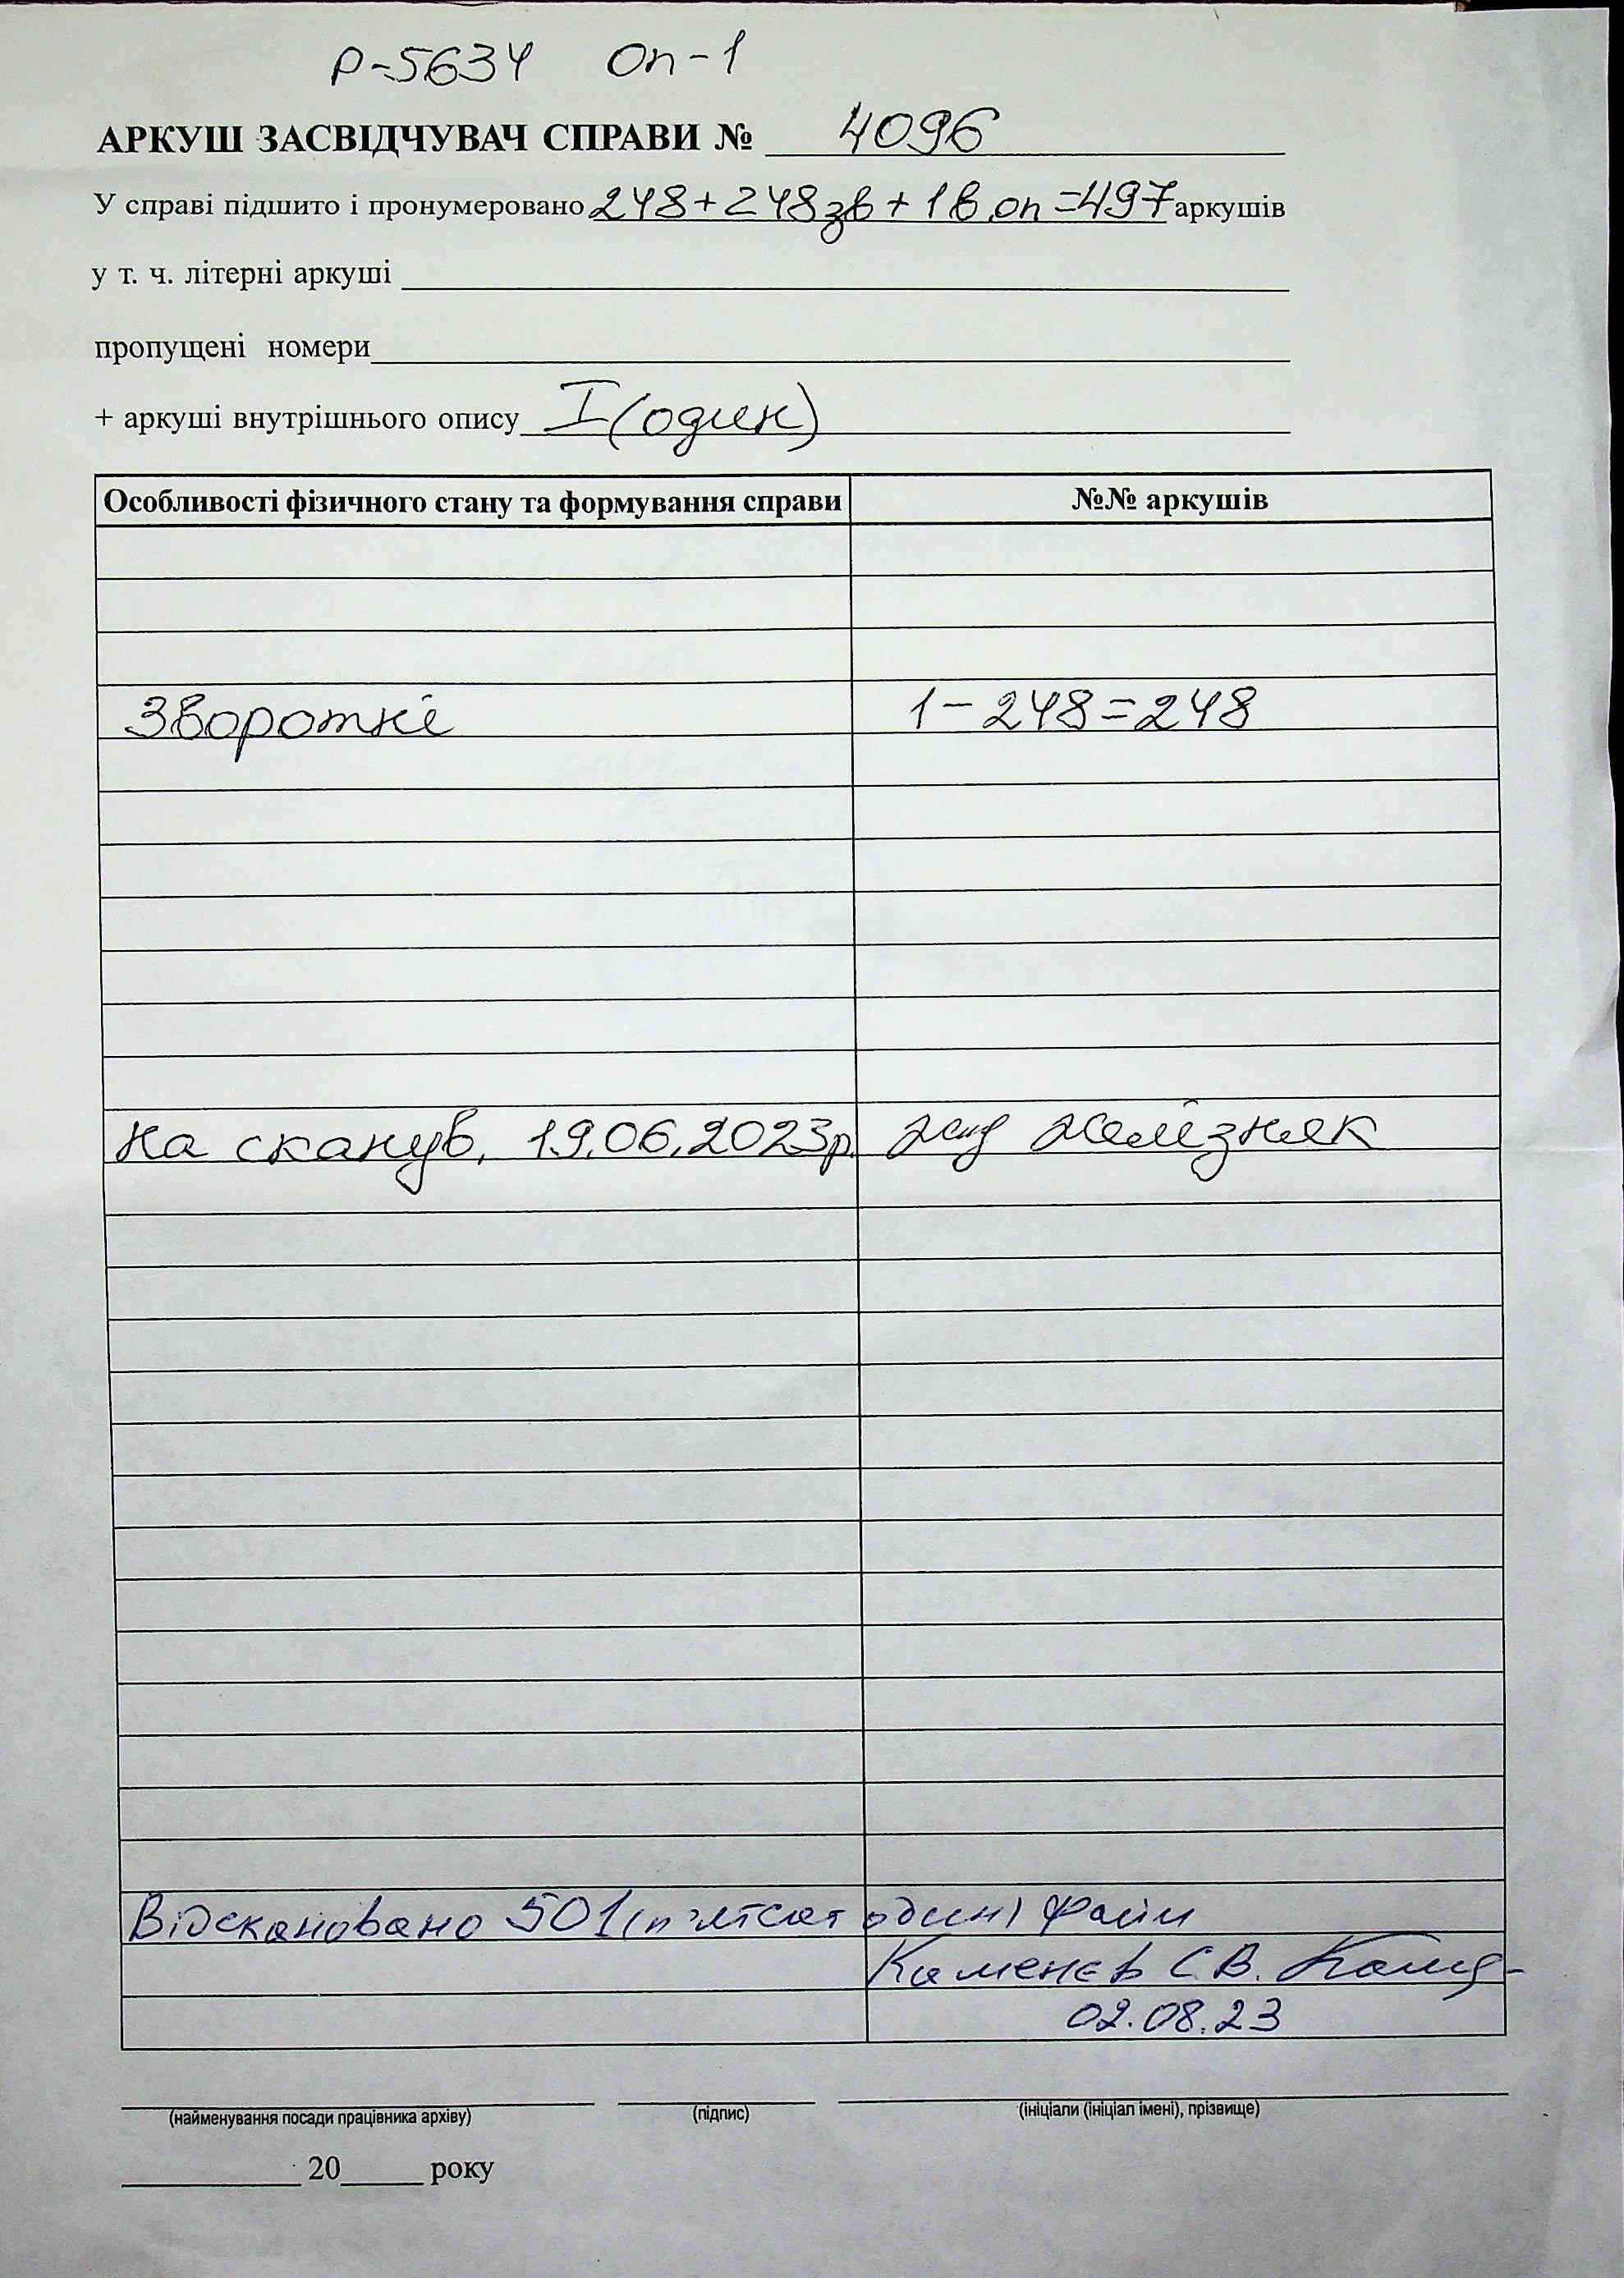 Р-5634 Оп-1
АРКУШ ЗАСВІДЧУВАЧ СПРАВИ № 4096
У справі підшито і пронумеровано 248+248зв+1в.оп=497 аркушів
у т. ч. літерні аркуші
пропущені номери
+ аркуші внутрішнього опису I(один)
Особливості фізичного стану та формування справи №№ аркушів
Зворотні 1-248=248
На сканув. 19.06.2023р. Желізняк
Відскановано 501(п'ятсот один) файл
Каменєв С.В.
02.08.23
(найменування посади працівника архіву) (підпис) (ініціали (ініціал імені), прізвище)
20 року